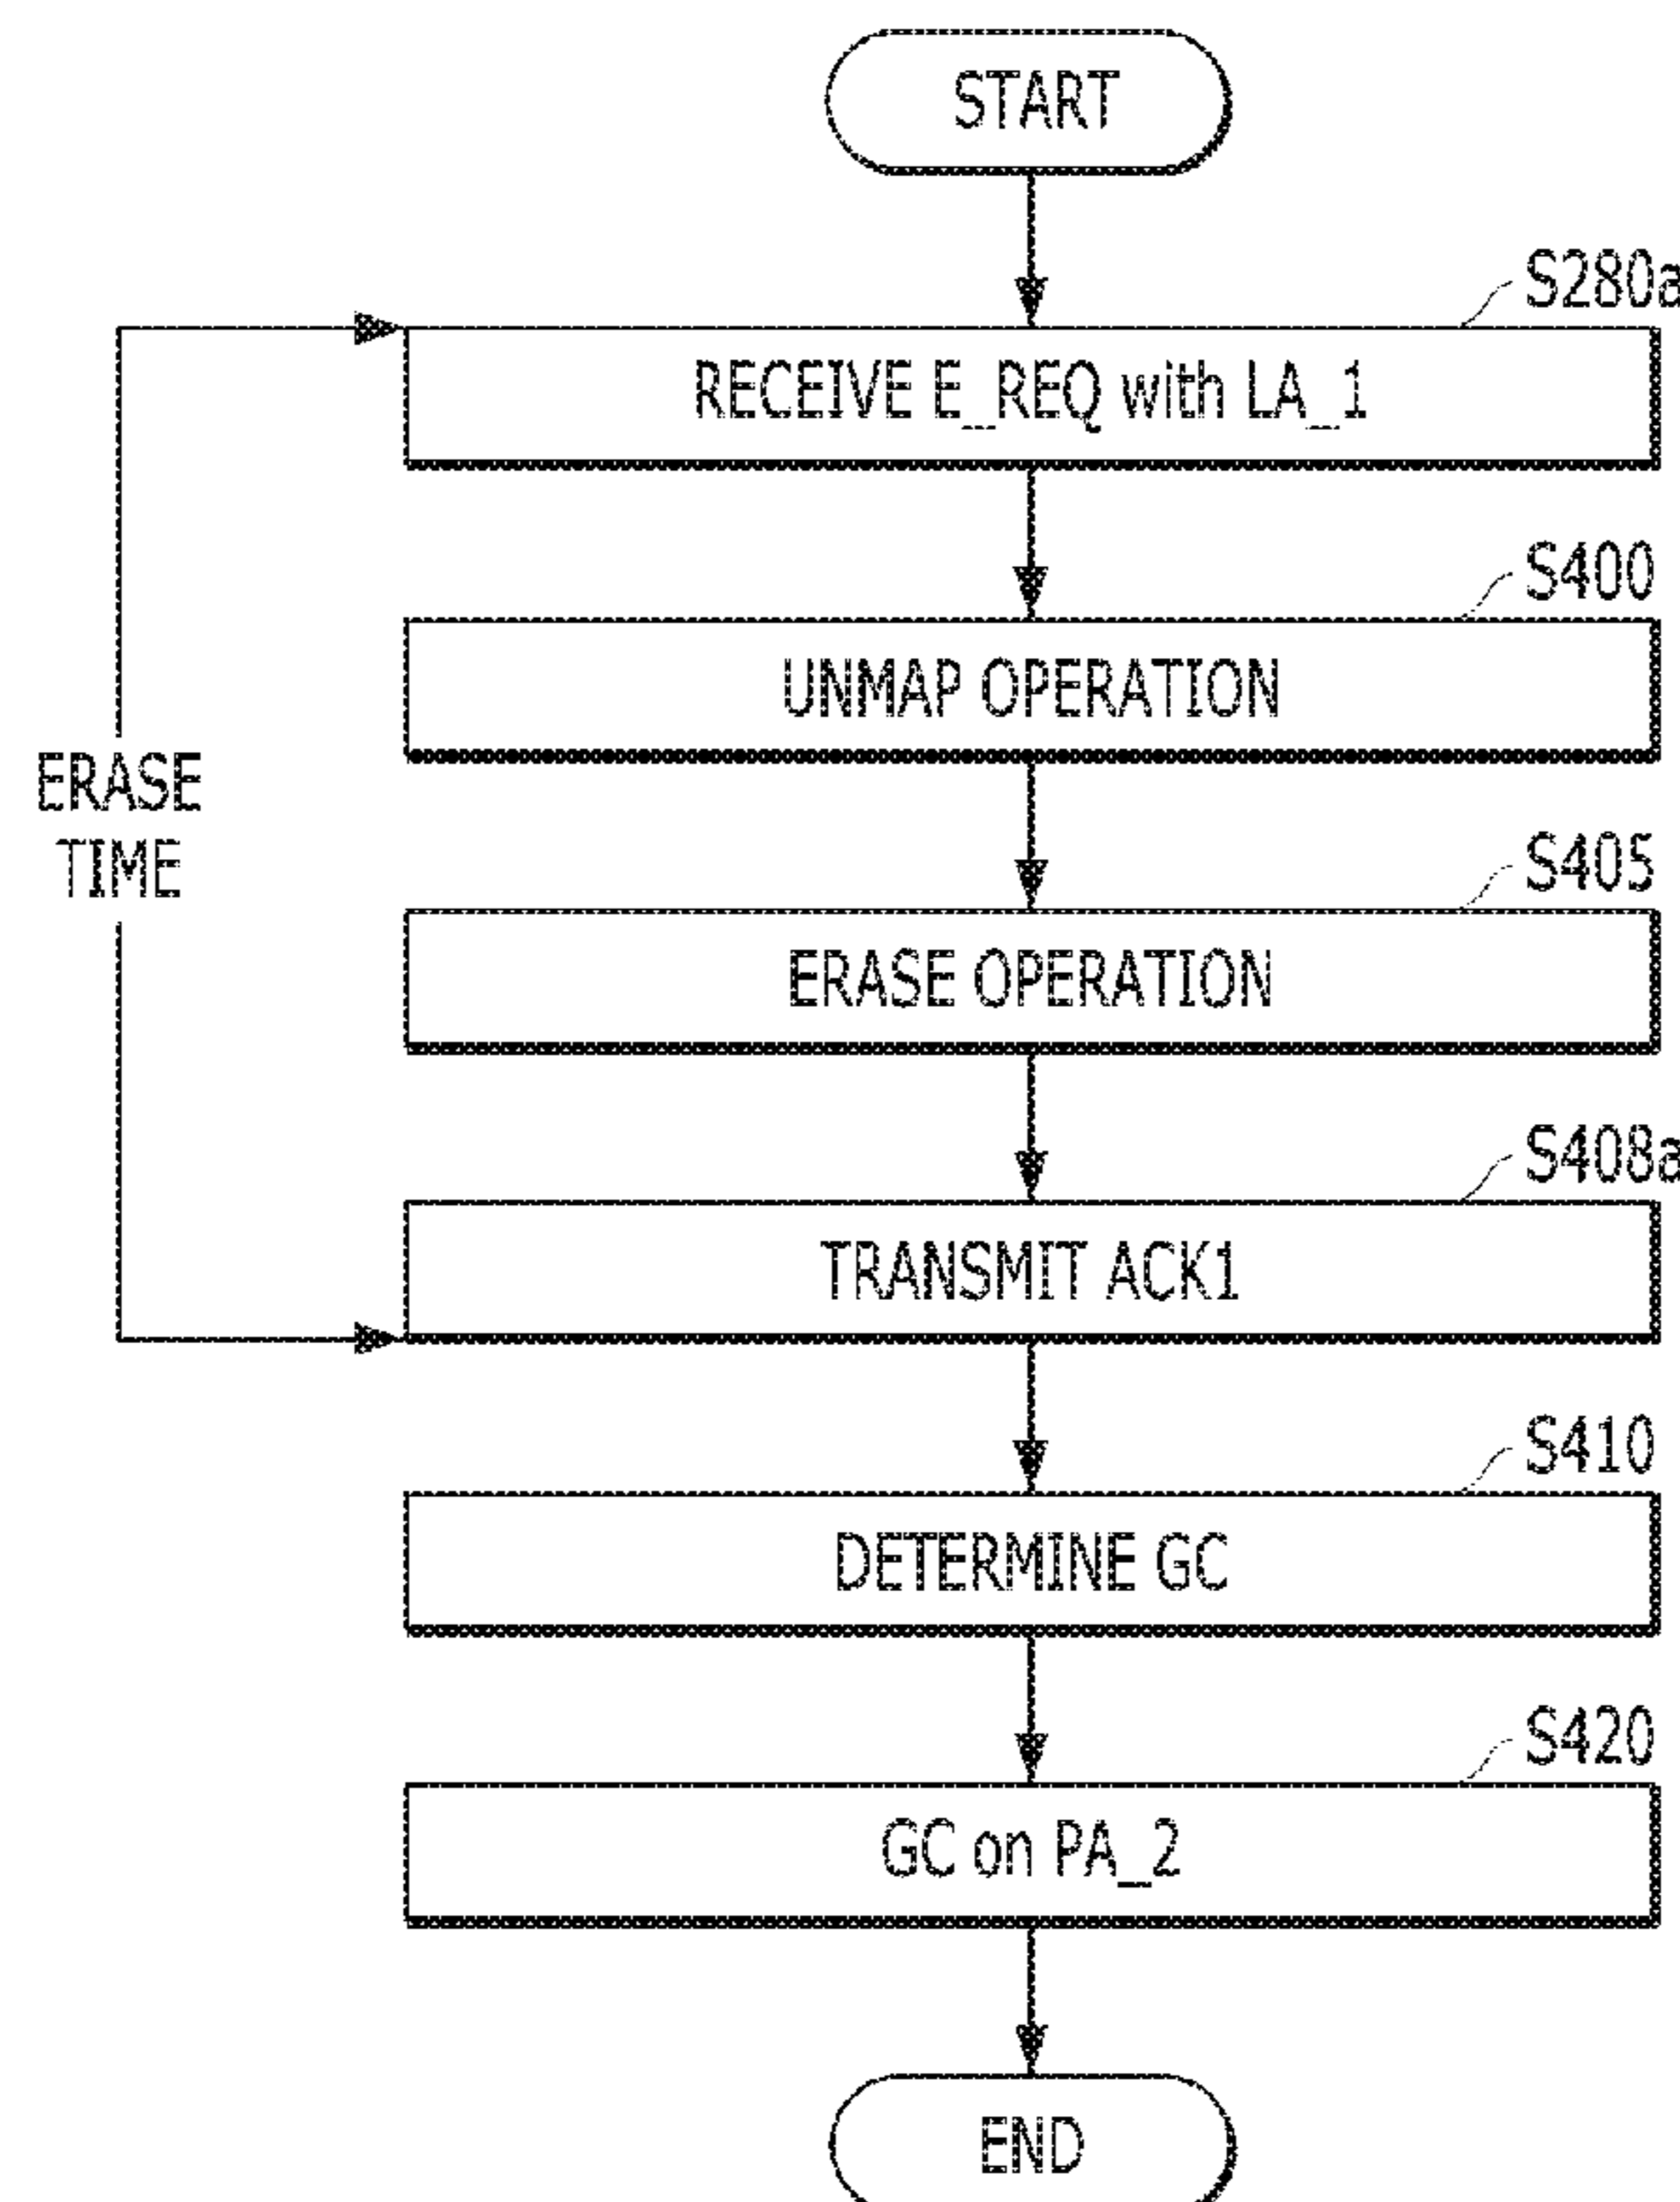 START
S280a
RECEIVE E_REQ with LA_1
S400
UNMAP OPERATION
ERASE
TIME
S405
ERASE OPERATION
S408a
TRANSMIT ACK1
S410
DETERMINE GC
S420
GC on PA_2
END